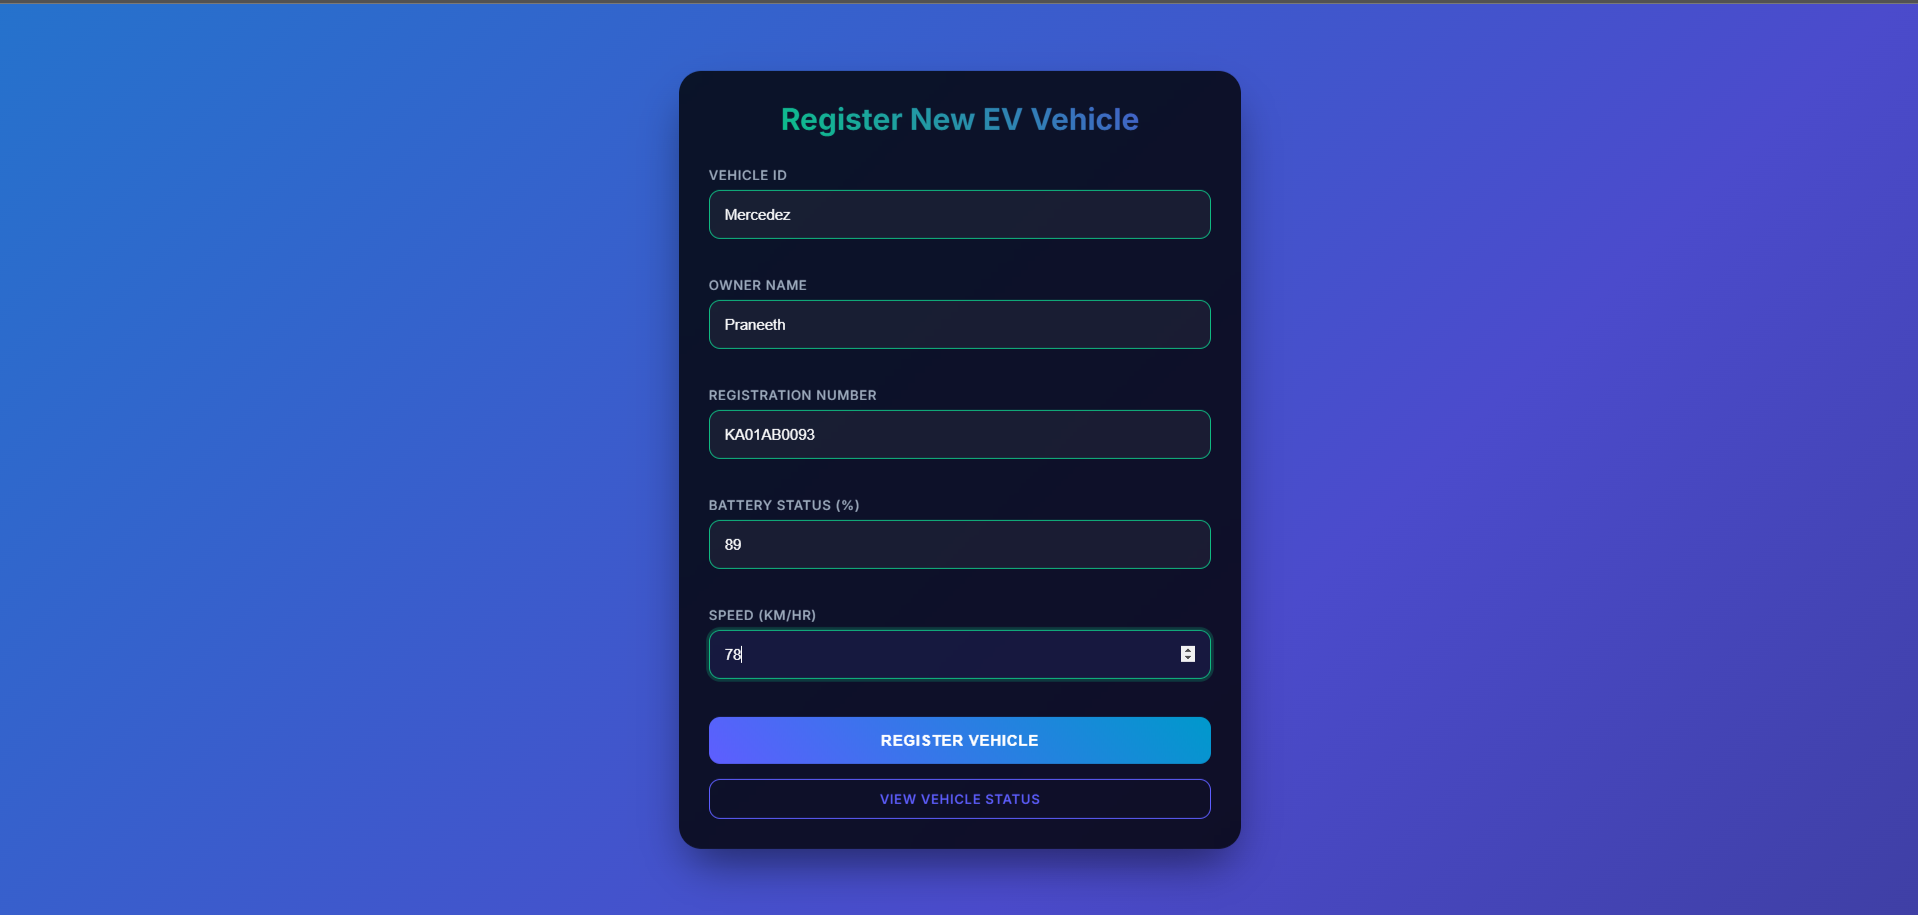 Register New EV Vehicle
VEHICLE ID
Mercedez
OWNER NAME
Praneeth
REGISTRATION NUMBER
KA01AB0093
BATTERY STATUS (%)
89
SPEED (KM/HR)
78
REGISTER VEHICLE
VIEW VEHICLE STATUS